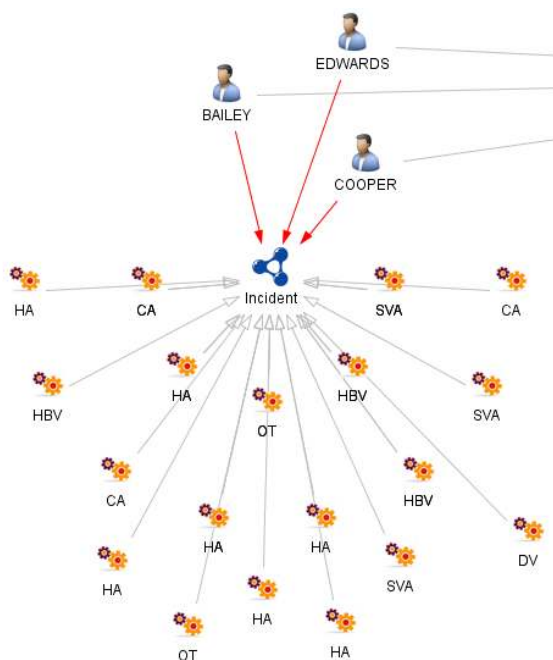 EDWARDS
BAILEY
COOPER
Incident
HA
CA
SVA
CA
HBV
HA
HBV
SVA
OT
CA
HBV
HA
HA
HA
SVA
DV
HA
OT
HA